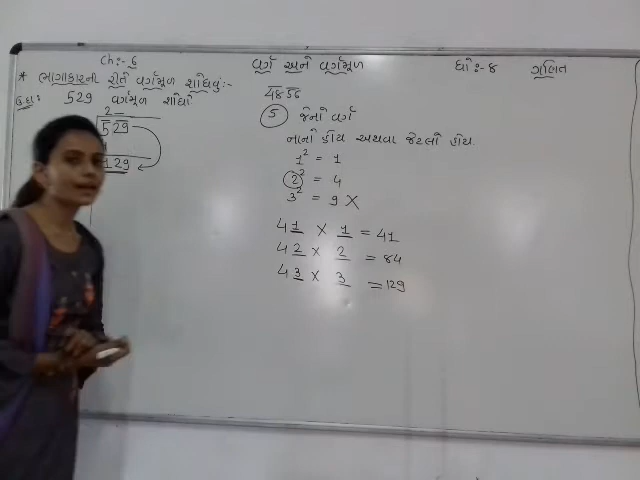 Ch:- 6 વર્ગ અને વર્ગમૂળ ધો:- ૪ ગણિત
* ભાગાકારની રીતે વર્ગમૂળ શોધવું:-
ઉદા: 529 વર્ગમૂળ શોધો
2
529
129
4856
5 જેનો વર્ગ
નાનો હોય અથવા જેટલો હોય.
1² = 1
2² = 4
3² = 9 X
41 × 1 = 41
42 × 2 = 84
43 × 3 = 129